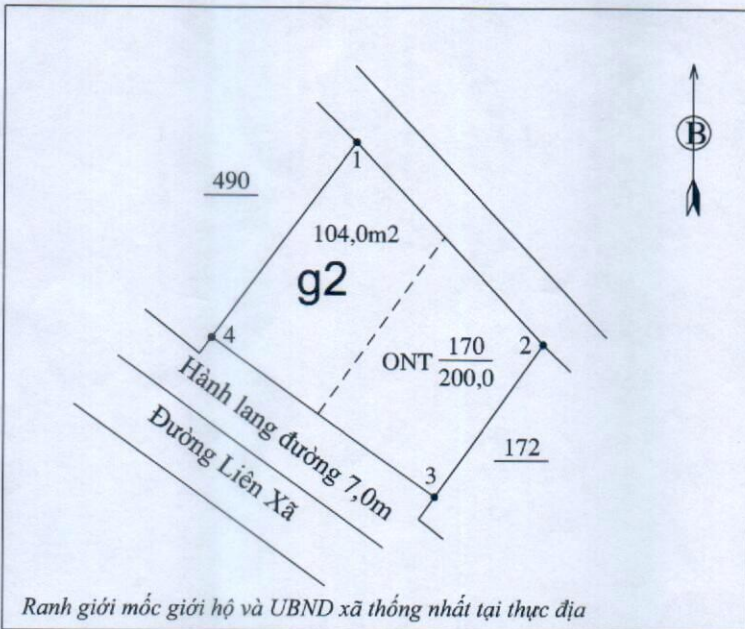 B
1
490
104,0m2
g2
4
2
ONT 170
200,0
Hành lang đường 7,0m
Đường Liên Xã
172
3
Ranh giới mốc giới hộ và UBND xã thống nhất tại thực địa